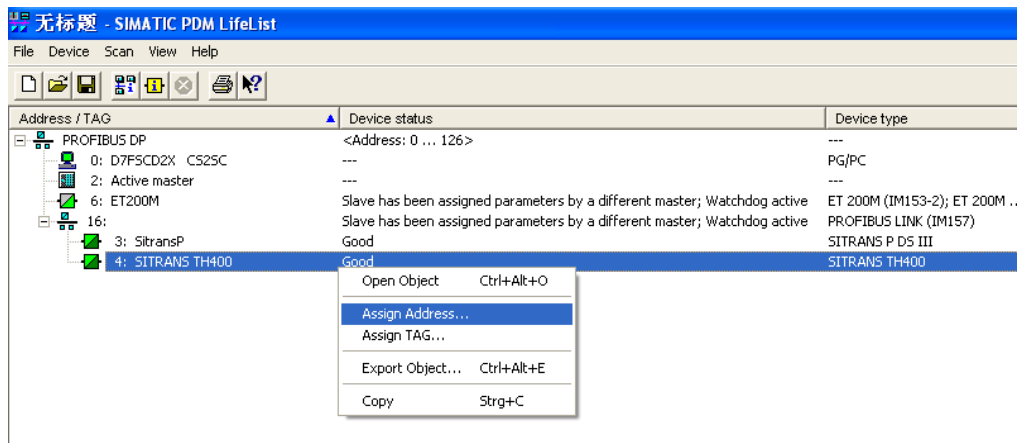 无标题 - SIMATIC PDM LifeList
File Device Scan View Help
Address / TAG Device status Device type
PROFIBUS DP <Address: 0 ... 126> ---
0: D7FSCD2X CS2SC --- PG/PC
2: Active master --- ---
6: ET200M Slave has been assigned parameters by a different master; Watchdog active ET 200M (IM153-2); ET 200M ..
16: Slave has been assigned parameters by a different master; Watchdog active PROFIBUS LINK (IM157)
3: SitransP Good SITRANS P DS III
4: SITRANS TH400 Good SITRANS TH400
Open Object Ctrl+Alt+O
Assign Address...
Assign TAG...
Export Object... Ctrl+Alt+E
Copy Strg+C